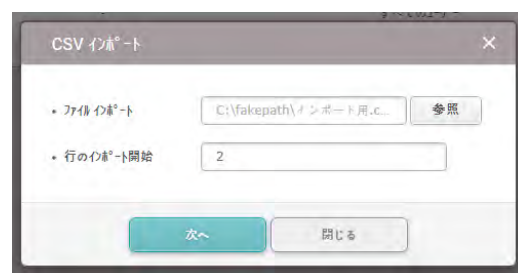 CSV ｲﾝﾎﾟｰﾄ
• ﾌｧｲﾙ ｲﾝﾎﾟｰﾄ
C:\fakepath\インポート用.c...
参照
• 行のｲﾝﾎﾟｰﾄ開始
2
次へ
閉じる